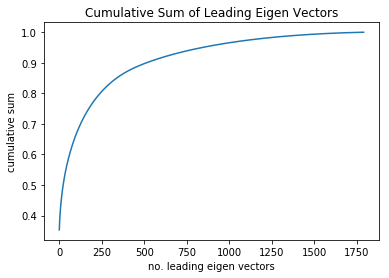 Cumulative Sum of Leading Eigen Vectors
1.0
0.9
0.8
0.7
0.6
0.5
0.4
cumulative sum
0 250 500 750 1000 1250 1500 1750
no. leading eigen vectors